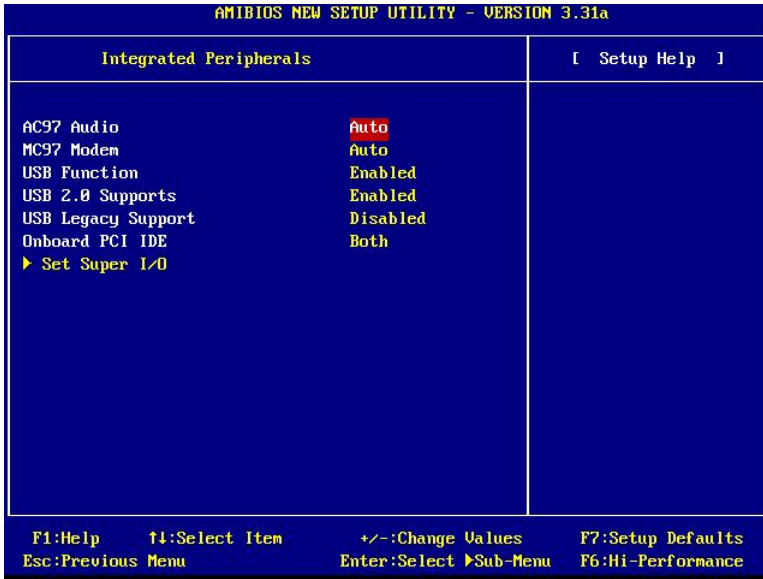 AMIBIOS NEW SETUP UTILITY - VERSION 3.31a
Integrated Peripherals
[ Setup Help ]
AC97 Audio Auto
MC97 Modem Auto
USB Function Enabled
USB 2.0 Supports Enabled
USB Legacy Support Disabled
Onboard PCI IDE Both
▶ Set Super I/O
F1:Help ↑↓:Select Item +/-:Change Values F7:Setup Defaults
Esc:Previous Menu Enter:Select ▶Sub-Menu F6:Hi-Performance